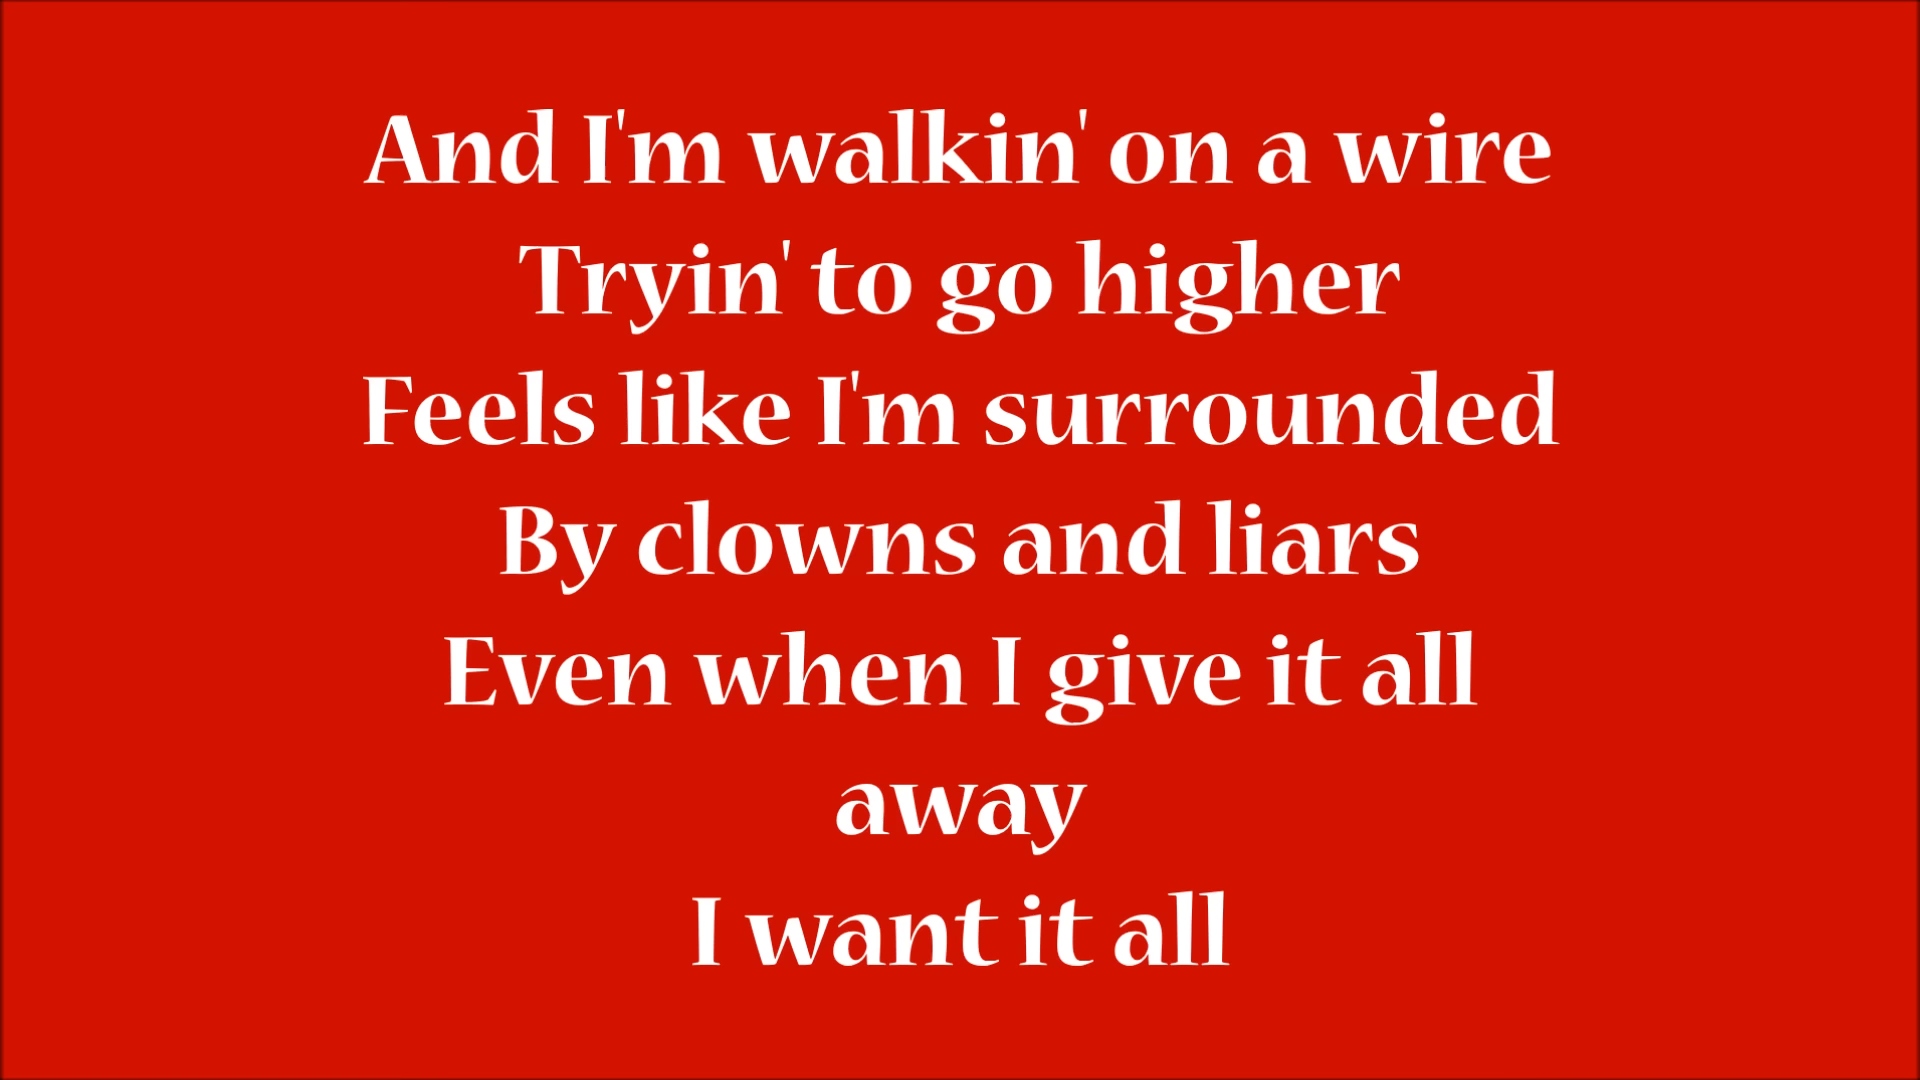 And I'm walkin' on a wire
Tryin' to go higher
Feels like I'm surrounded
By clowns and liars
Even when I give it all
away
I want it all